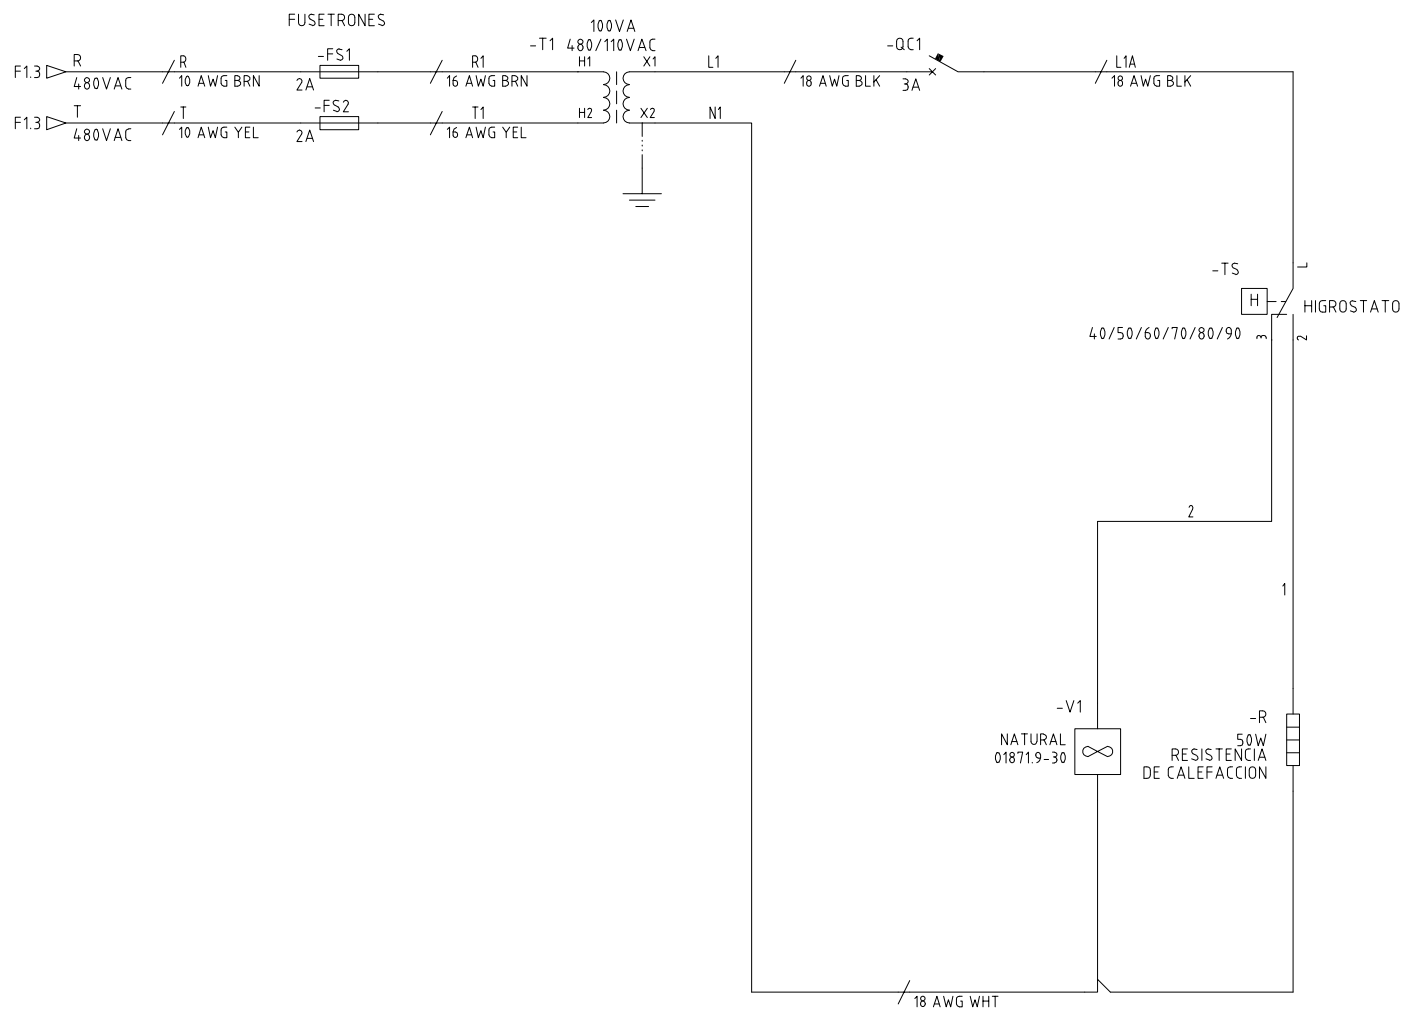 FUSETRONES
100VA
-T1 480/110VAC
F1.3 R R -FS1 R1 H1 X1 L1 -QC1 L1A
480VAC 10 AWG BRN 2A 16 AWG BRN 18 AWG BLK 3A 18 AWG BLK
F1.3 T T -FS2 T1 H2 X2 N1
480VAC 10 AWG YEL 2A 16 AWG YEL
-TS L
H HIGROSTATO
40/50/60/70/80/90 3 2
2
1
-V1
-R
NATURAL 50W
01871.9-30 RESISTENCIA
DE CALEFACCION
18 AWG WHT